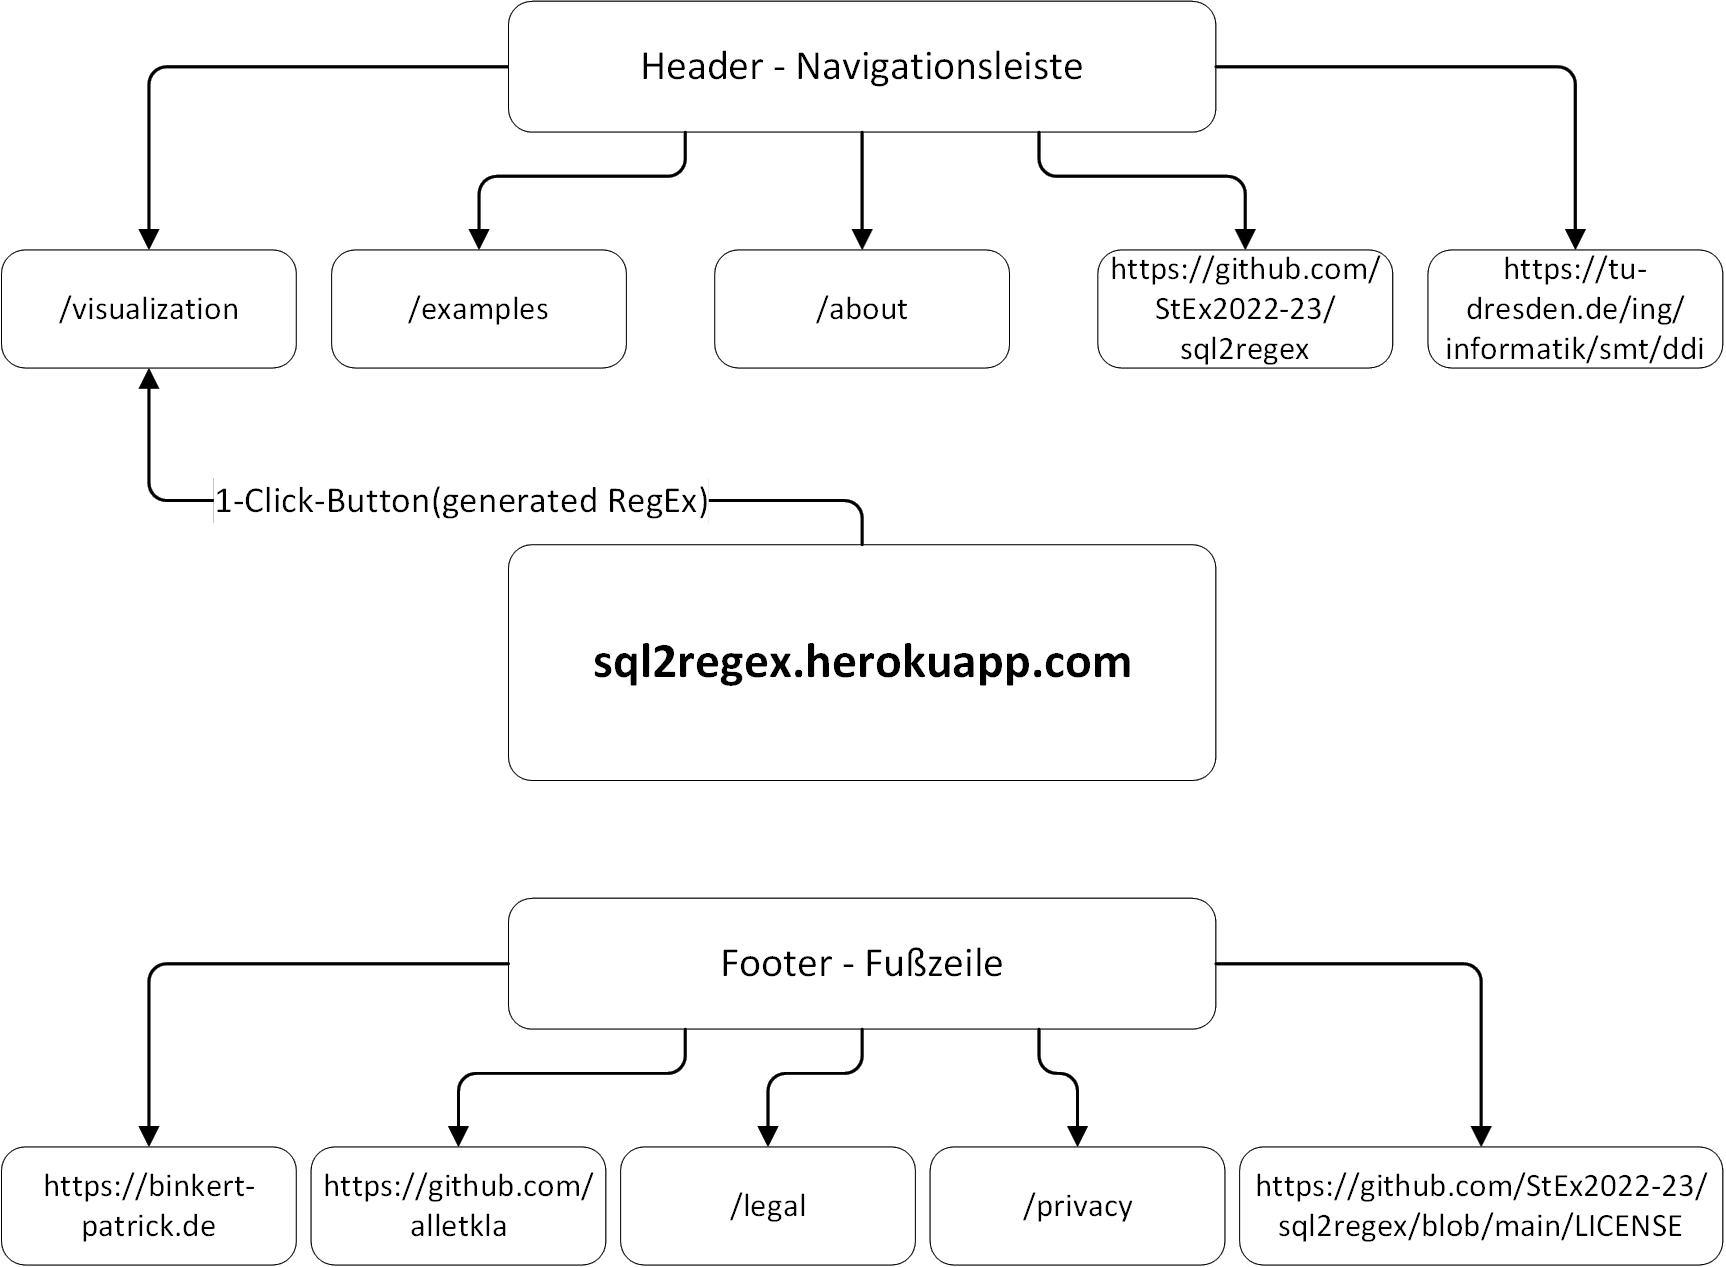 Header - Navigationsleiste
/visualization
/examples
/about
https://github.com/
StEx2022-23/
sql2regex
https://tu-
dresden.de/ing/
informatik/smt/ddi
1-Click-Button(generated RegEx)
sql2regex.herokuapp.com
Footer - Fußzeile
https://binkert-
patrick.de
https://github.com/
alletkla
/legal
/privacy
https://github.com/StEx2022-23/
sql2regex/blob/main/LICENSE